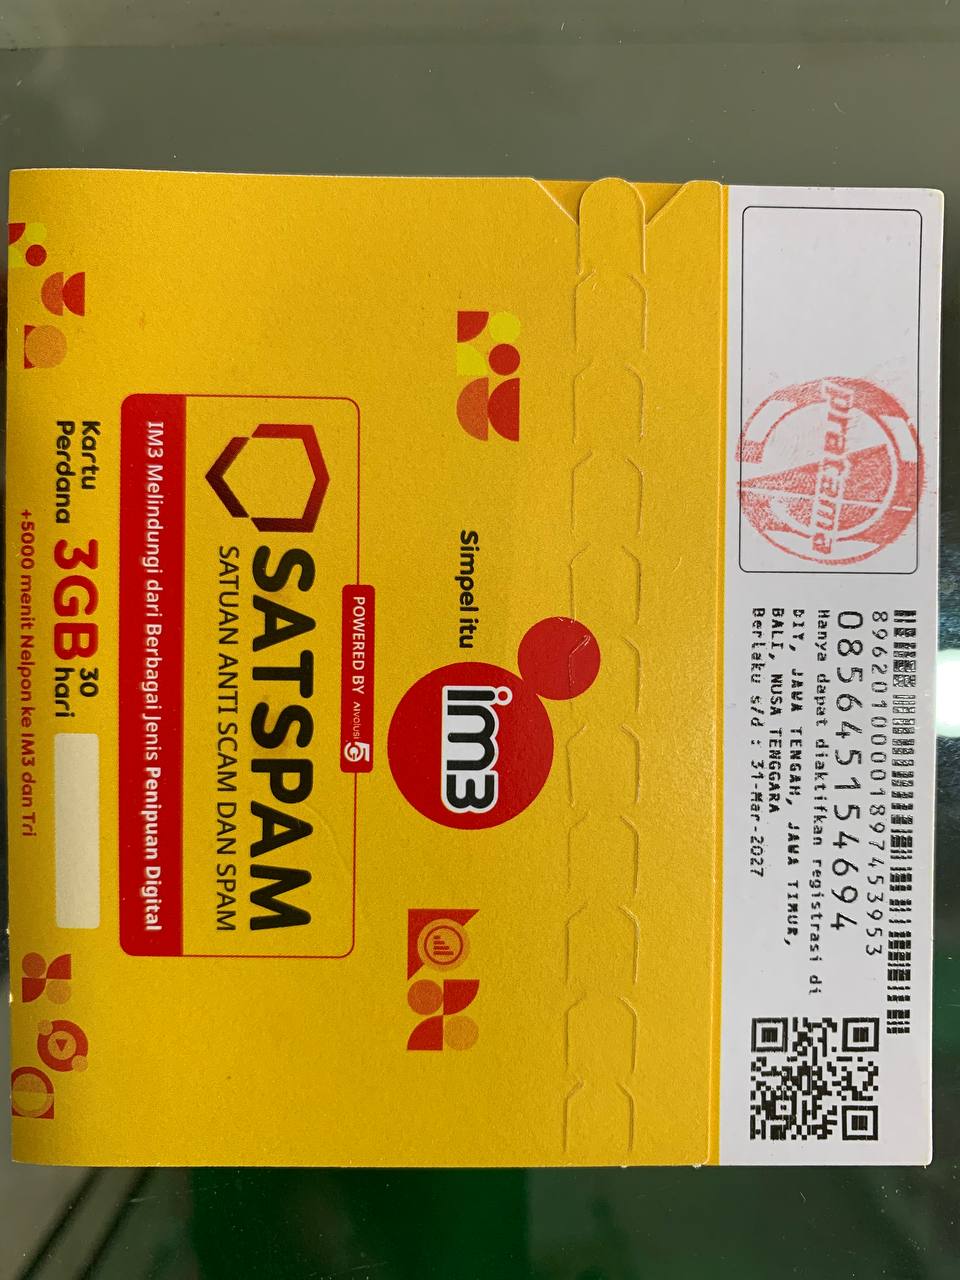 pratama
89620100001897453953
085645154694
Hanya dapat diaktifkan registrasi di
DIY, JAWA TENGAH, JAWA TIMUR,
BALI, NUSA TENGGARA
Berlaku s/d : 31-Mar-2027
Simpel itu
im3
POWERED BY AIvolusi5G
SATSPAM
SATUAN ANTI SCAM DAN SPAM
IM3 Melindungi dari Berbagai Jenis Penipuan Digital
Kartu
Perdana
3GB
30
hari
+5000 menit Nelpon ke IM3 dan Tri